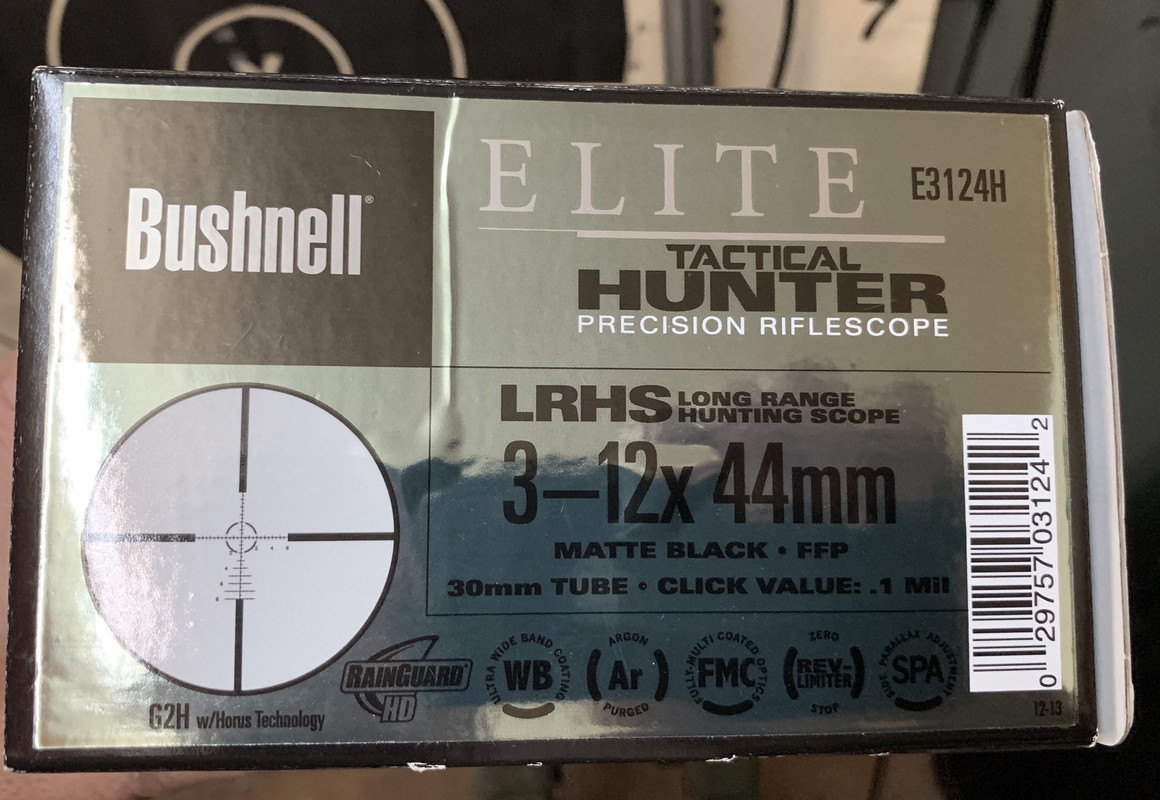 Bushnell®
ELITE
E3124H
TACTICAL
HUNTER
PRECISION RIFLESCOPE
LRHS LONG RANGE
HUNTING SCOPE
3–12x 44mm
MATTE BLACK • FFP
30mm TUBE • CLICK VALUE: .1 Mil
RAINGUARD®
HD
ULTRA WIDE BAND COATING
WB
ARGON
Ar
PURGED
FULLY-MULTI COATED OPTICS
FMC
ZERO
REV-
LIMITER
STOP
SIDE PARALLAX ADJUSTMENT
SPA
G2H w/Horus Technology
0 29757 03124 2
12-13